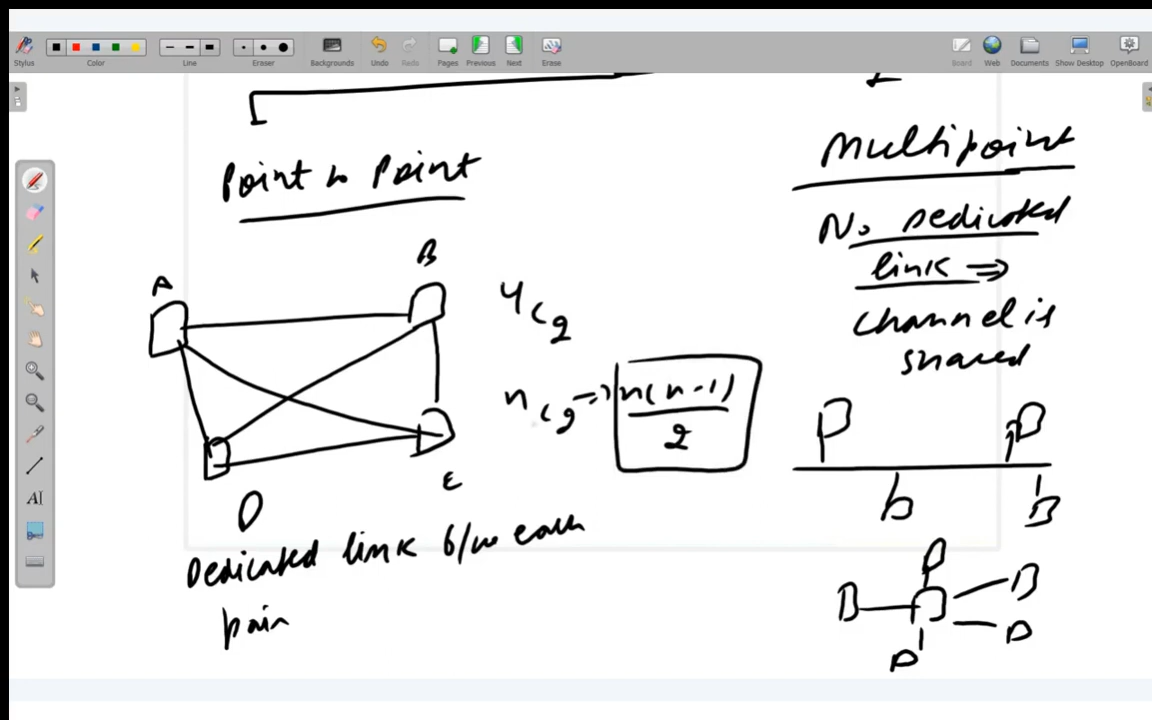 Stylus
Color
Line
Eraser
Backgrounds
Undo
Redo
Pages
Previous
Next
Erase
Board
Web
Documents
Show Desktop
OpenBoard
Point to Point
A
B
4c2
nc2 => n(n-1)
2
D
E
Dedicated link b/w each
pair
Multipoint
No Dedicated
link =>
channel is
shared
AI